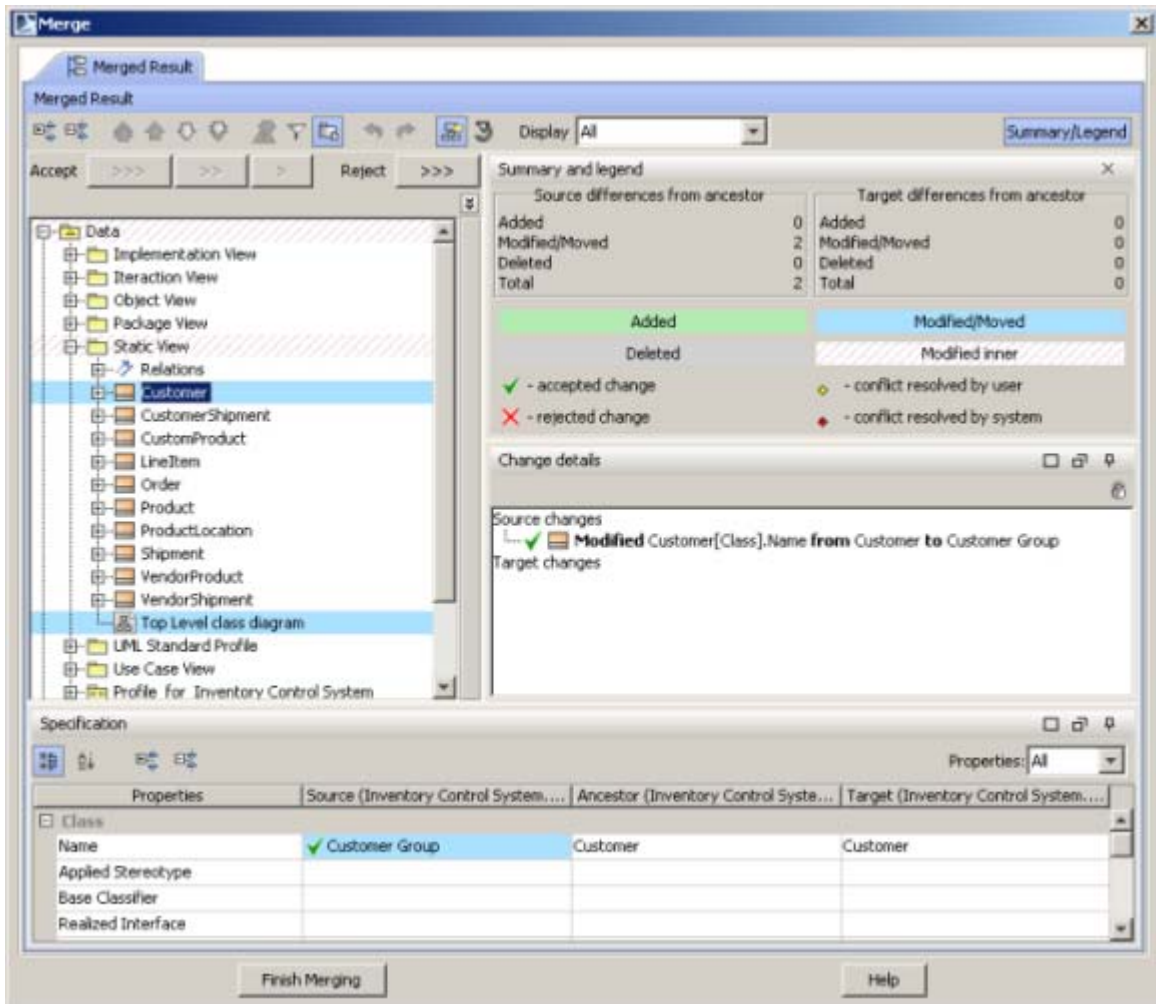 Merge
Merged Result
Merged Result
Display All Summary/Legend
Accept >>> >> > Reject >>>
Data
Implementation View
Iteraction View
Object View
Package View
Static View
Relations
Customer
CustomerShipment
CustomProduct
LineItem
Order
Product
ProductLocation
Shipment
VendorProduct
VendorShipment
Top Level class diagram
UML Standard Profile
Use Case View
Profile for Inventory Control System
Summary and legend
Source differences from ancestor
Added 0
Modified/Moved 2
Deleted 0
Total 2
Target differences from ancestor
Added 0
Modified/Moved 0
Deleted 0
Total 0
Added Modified/Moved
Deleted Modified inner
- accepted change - conflict resolved by user
- rejected change - conflict resolved by system
Change details
Source changes
Modified Customer[Class].Name from Customer to Customer Group
Target changes
Specification
Properties: All
Properties Source (Inventory Control System.... Ancestor (Inventory Control Syste... Target (Inventory Control System....
Class
Name Customer Group Customer Customer
Applied Stereotype
Base Classifier
Realized Interface
Finish Merging Help